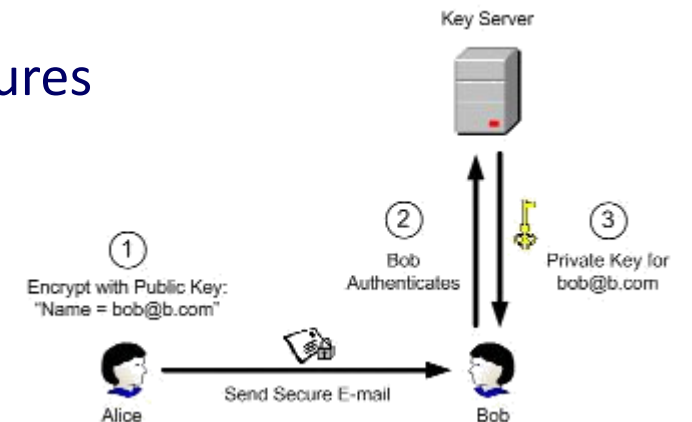 ures
Key Server
1
Encrypt with Public Key:
"Name = bob@b.com"
2
Bob
Authenticates
3
Private Key for
bob@b.com
Send Secure E-mail
Alice
Bob